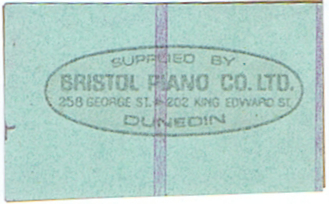 SUPPLIED BY
BRISTOL PIANO CO. LTD.
258 GEORGE ST. & 202 KING EDWARD ST.
DUNEDIN